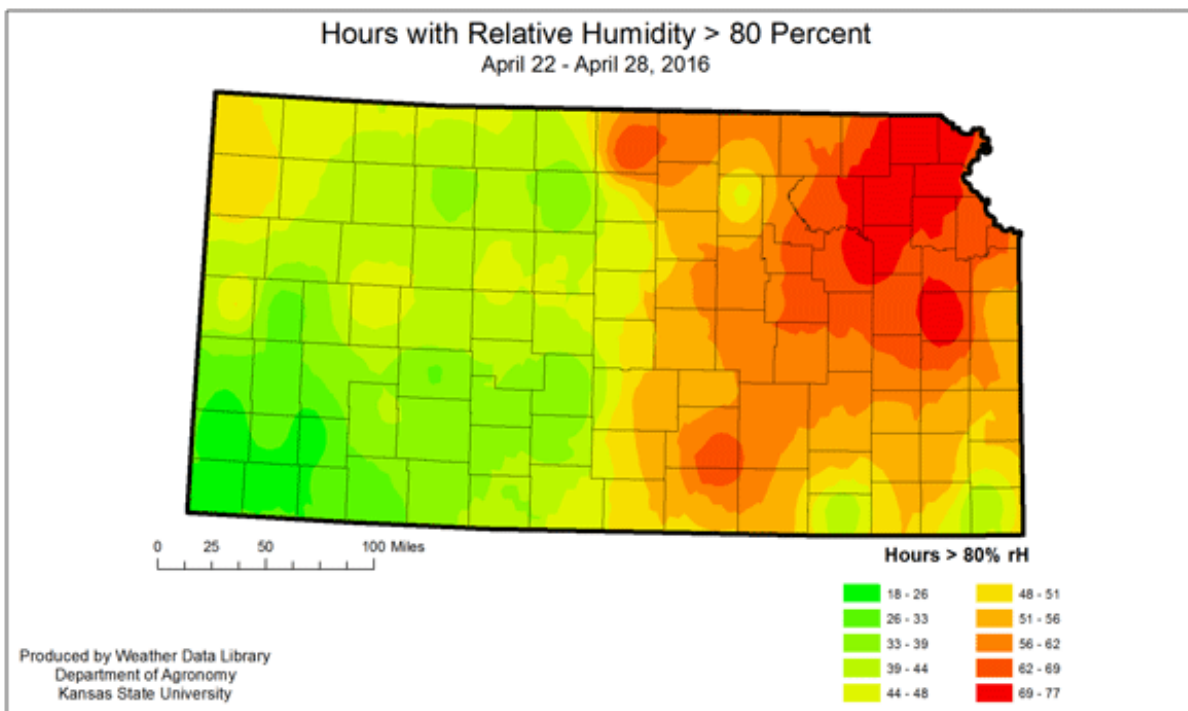 Hours with Relative Humidity > 80 Percent
April 22 - April 28, 2016
0 25 50 100 Miles
Hours > 80% rH
18 - 26
26 - 33
33 - 39
39 - 44
44 - 48
48 - 51
51 - 56
56 - 62
62 - 69
69 - 77
Produced by Weather Data Library
Department of Agronomy
Kansas State University